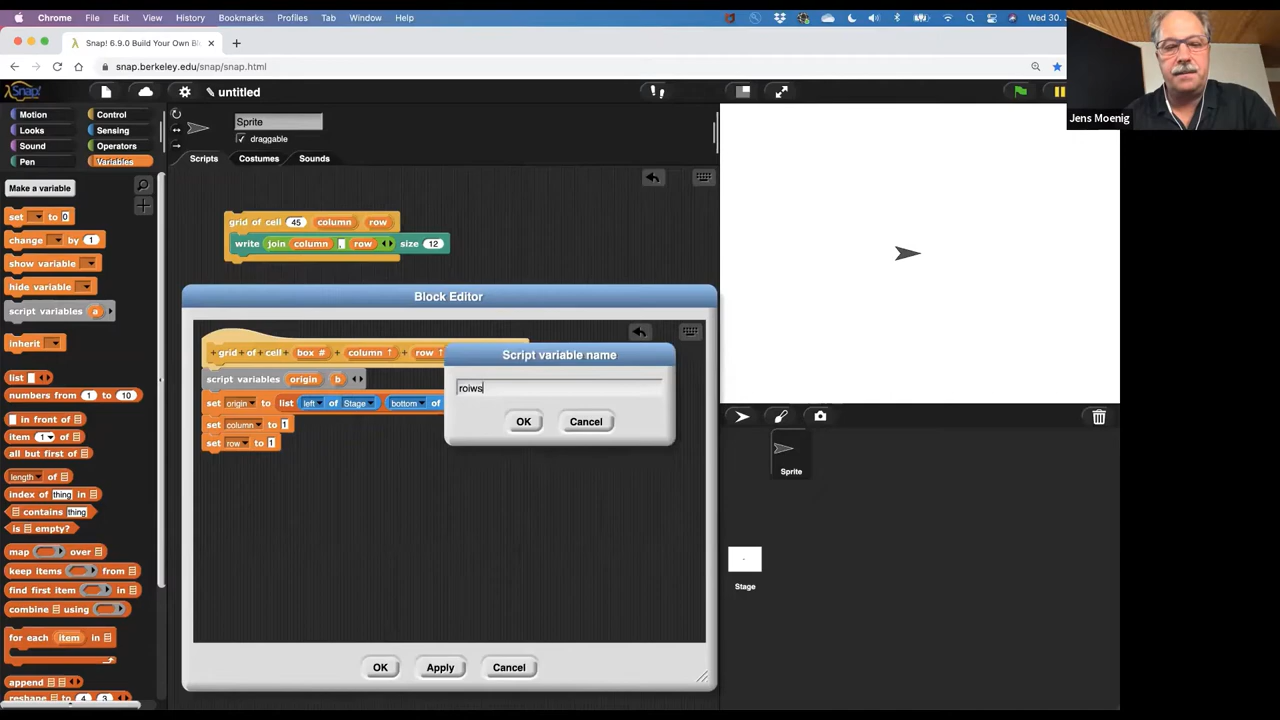 Chrome File Edit View History Bookmarks Profiles Tab Window Help Wed 30.
Snap! 6.9.0 Build Your Own Bl
snap.berkeley.edu/snap/snap.html
Snap! untitled
Motion Control
Looks Sensing
Sound Operators
Pen Variables
Make a variable
set to 0
change by 1
show variable
hide variable
script variables a
inherit
list
numbers from 1 to 10
in front of
item 1 of
all but first of
length of
index of thing in
contains thing
is empty?
map over
keep items from
find first item in
combine using
for each item in
append
reshape to 4 3
Sprite
draggable
Scripts Costumes Sounds
grid of cell 45 column row
write join column , row size 12
Block Editor
+ grid + of + cell + box # + column ↑ + row ↑
script variables origin b
set origin to list left of Stage bottom of
set column to 1
set row to 1
Script variable name
roiws
OK Cancel
OK Apply Cancel
Sprite
Stage
Jens Moenig